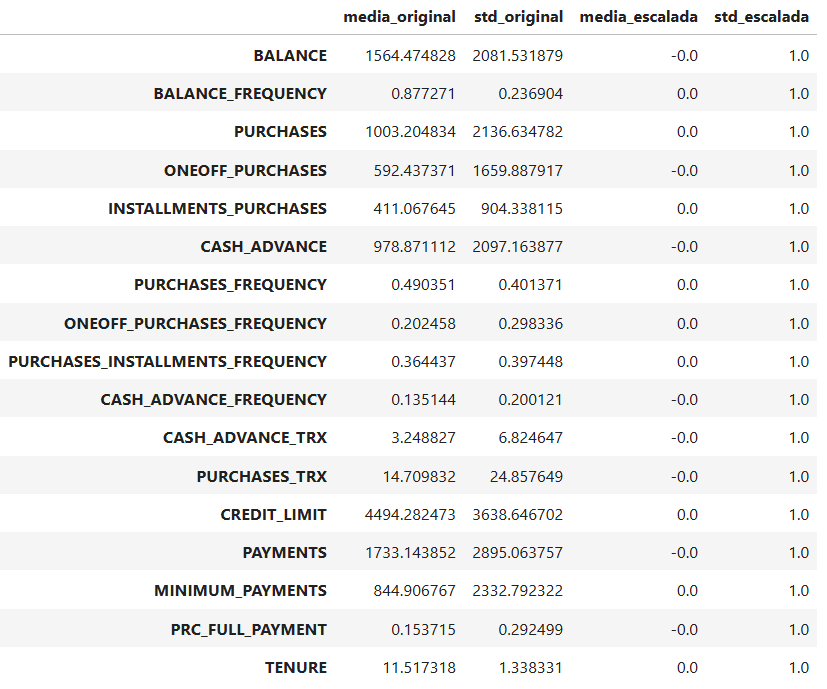 media_original std_original media_escalada std_escalada
BALANCE 1564.474828 2081.531879 -0.0 1.0
BALANCE_FREQUENCY 0.877271 0.236904 0.0 1.0
PURCHASES 1003.204834 2136.634782 0.0 1.0
ONEOFF_PURCHASES 592.437371 1659.887917 -0.0 1.0
INSTALLMENTS_PURCHASES 411.067645 904.338115 0.0 1.0
CASH_ADVANCE 978.871112 2097.163877 -0.0 1.0
PURCHASES_FREQUENCY 0.490351 0.401371 0.0 1.0
ONEOFF_PURCHASES_FREQUENCY 0.202458 0.298336 0.0 1.0
PURCHASES_INSTALLMENTS_FREQUENCY 0.364437 0.397448 0.0 1.0
CASH_ADVANCE_FREQUENCY 0.135144 0.200121 -0.0 1.0
CASH_ADVANCE_TRX 3.248827 6.824647 -0.0 1.0
PURCHASES_TRX 14.709832 24.857649 -0.0 1.0
CREDIT_LIMIT 4494.282473 3638.646702 0.0 1.0
PAYMENTS 1733.143852 2895.063757 -0.0 1.0
MINIMUM_PAYMENTS 844.906767 2332.792322 0.0 1.0
PRC_FULL_PAYMENT 0.153715 0.292499 -0.0 1.0
TENURE 11.517318 1.338331 0.0 1.0